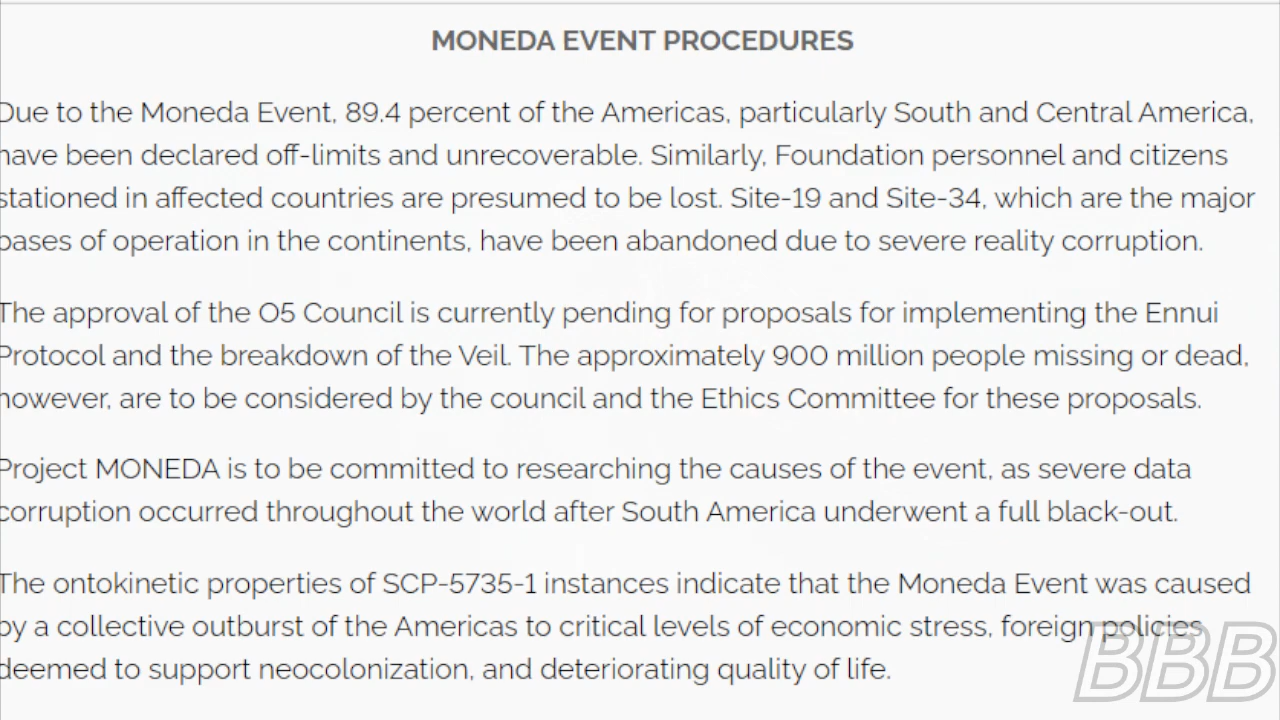 MONEDA EVENT PROCEDURES
Due to the Moneda Event, 89.4 percent of the Americas, particularly South and Central America,
have been declared off-limits and unrecoverable. Similarly, Foundation personnel and citizens
stationed in affected countries are presumed to be lost. Site-19 and Site-34, which are the major
bases of operation in the continents, have been abandoned due to severe reality corruption.
The approval of the O5 Council is currently pending for proposals for implementing the Ennui
Protocol and the breakdown of the Veil. The approximately 900 million people missing or dead,
however, are to be considered by the council and the Ethics Committee for these proposals.
Project MONEDA is to be committed to researching the causes of the event, as severe data
corruption occurred throughout the world after South America underwent a full black-out.
The ontokinetic properties of SCP-5735-1 instances indicate that the Moneda Event was caused
by a collective outburst of the Americas to critical levels of economic stress, foreign policies
deemed to support neocolonization, and deteriorating quality of life.
BBB